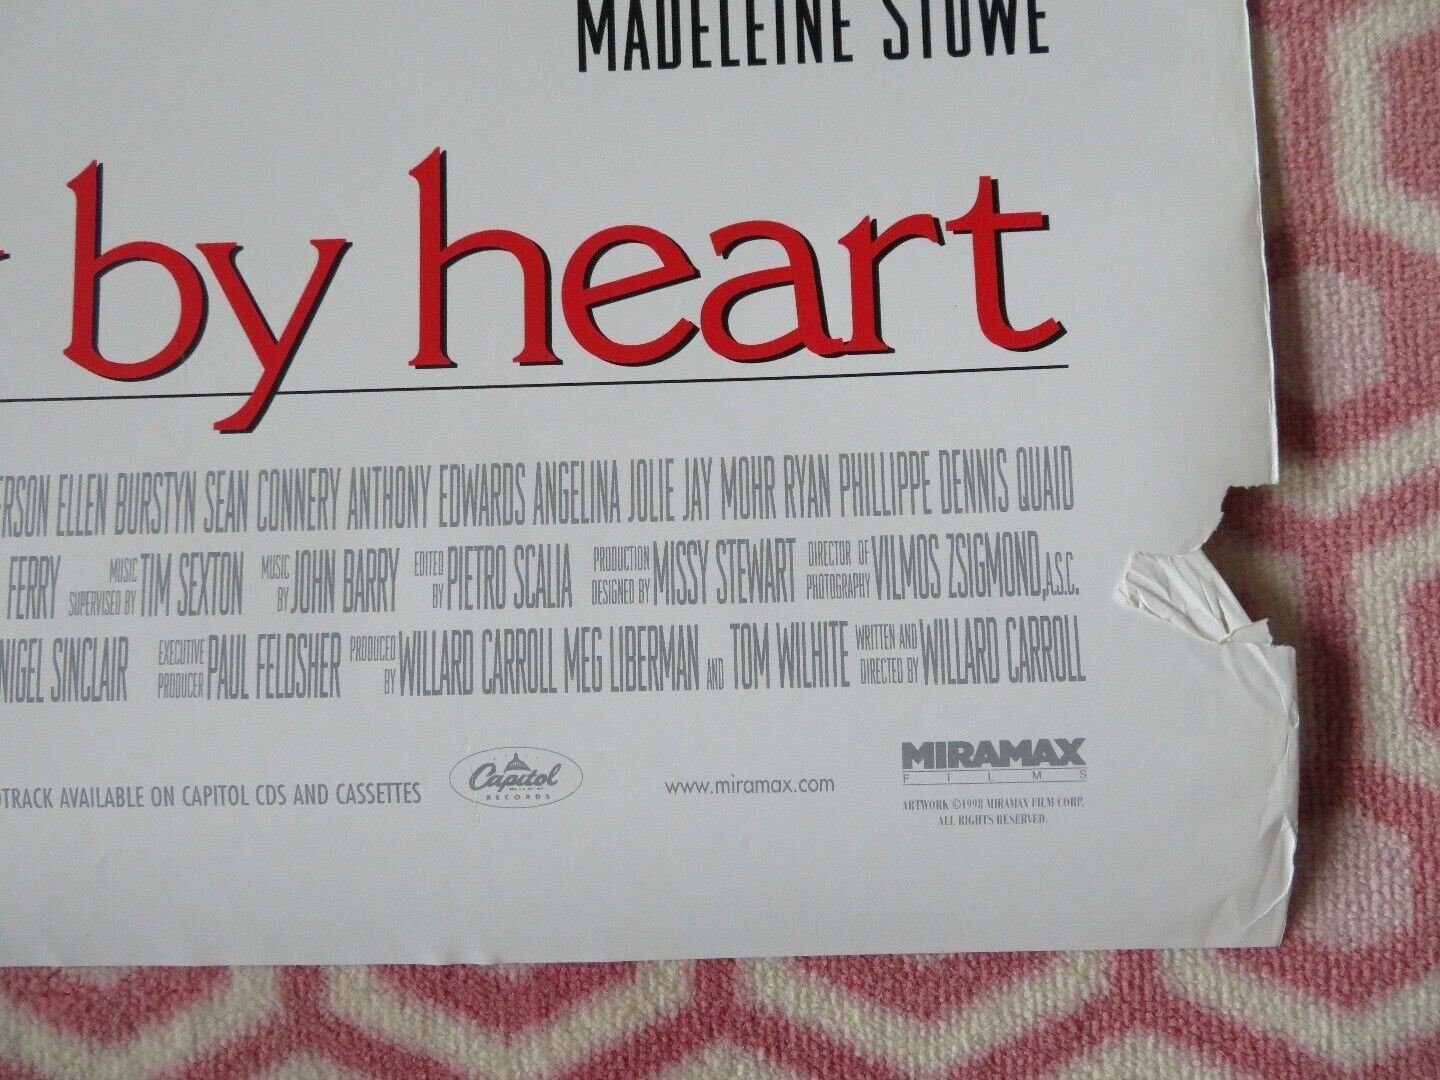 MADELEINE STOWE
by heart
ERSON ELLEN BURSTYN SEAN CONNERY ANTHONY EDWARDS ANGELINA JOLIE JAY MOHR RYAN PHILLIPPE DENNIS QUAID
FERRY MUSIC SUPERVISED BY TIM SEXTON MUSIC BY JOHN BARRY EDITED BY PIETRO SCALIA PRODUCTION DESIGNED BY MISSY STEWART DIRECTOR OF PHOTOGRAPHY VILMOS ZSIGMOND, A.S.C.
NIGEL SINCLAIR EXECUTIVE PRODUCER PAUL FELDSHER PRODUCED BY WILLARD CARROLL MEG LIBERMAN AND TOM WILHITE WRITTEN AND DIRECTED BY WILLARD CARROLL
DTRACK AVAILABLE ON CAPITOL CDS AND CASSETTES
Capitol
RECORDS
www.miramax.com
MIRAMAX
FILMS
ARTWORK ©1998 MIRAMAX FILM CORP.
ALL RIGHTS RESERVED.